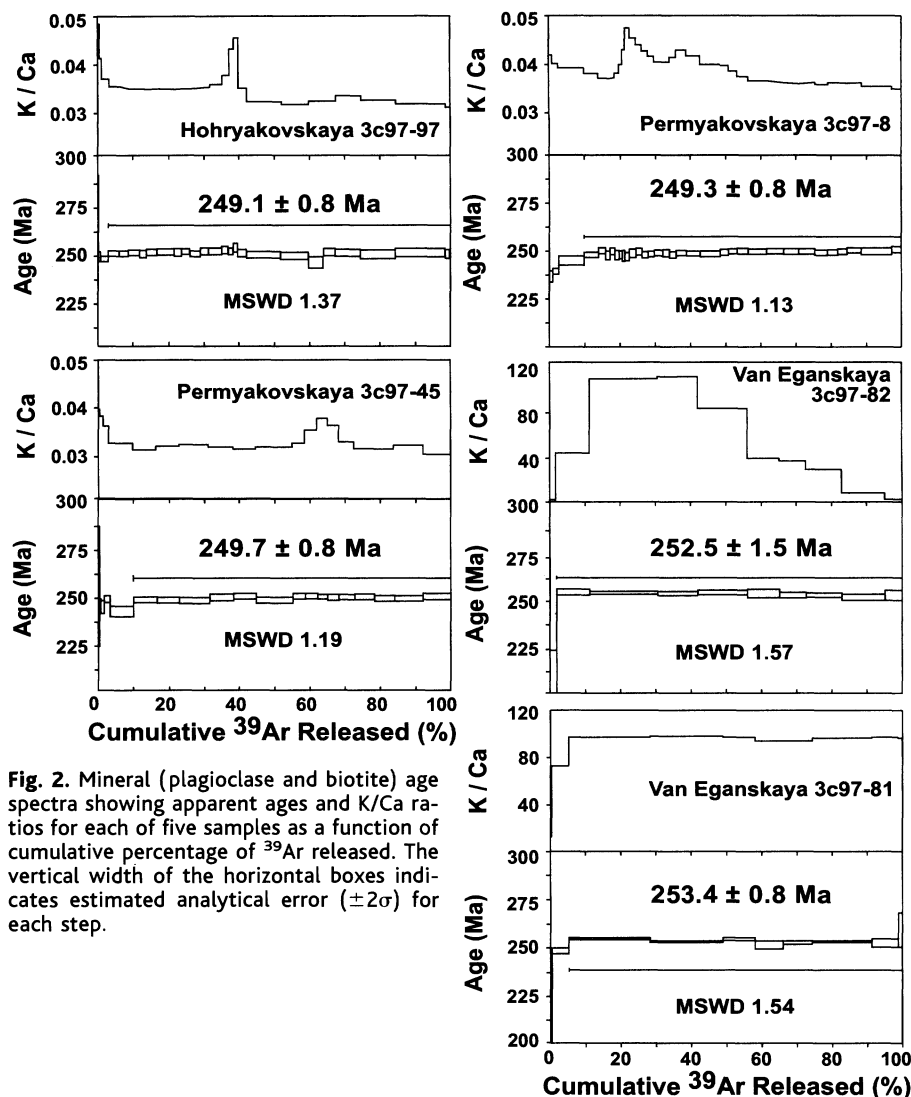 0.05
0.04
0.03
K / Ca
Hohryakovskaya 3c97-97
300
275
250
225
Age (Ma)
249.1 ± 0.8 Ma
MSWD 1.37
0.05
0.04
0.03
K / Ca
Permyakovskaya 3c97-8
300
275
250
225
Age (Ma)
249.3 ± 0.8 Ma
MSWD 1.13
0.05
0.04
0.03
K / Ca
Permyakovskaya 3c97-45
300
275
250
225
Age (Ma)
249.7 ± 0.8 Ma
MSWD 1.19
0 20 40 60 80 100
Cumulative ³⁹Ar Released (%)
120
80
40
K / Ca
Van Eganskaya
3c97-82
300
275
250
225
Age (Ma)
252.5 ± 1.5 Ma
MSWD 1.57
120
80
40
K / Ca
Van Eganskaya 3c97-81
300
275
250
225
200
Age (Ma)
253.4 ± 0.8 Ma
MSWD 1.54
0 20 40 60 80 100
Cumulative ³⁹Ar Released (%)
Fig. 2. Mineral (plagioclase and biotite) age
spectra showing apparent ages and K/Ca ra-
tios for each of five samples as a function of
cumulative percentage of ³⁹Ar released. The
vertical width of the horizontal boxes indi-
cates estimated analytical error (±2σ) for
each step.